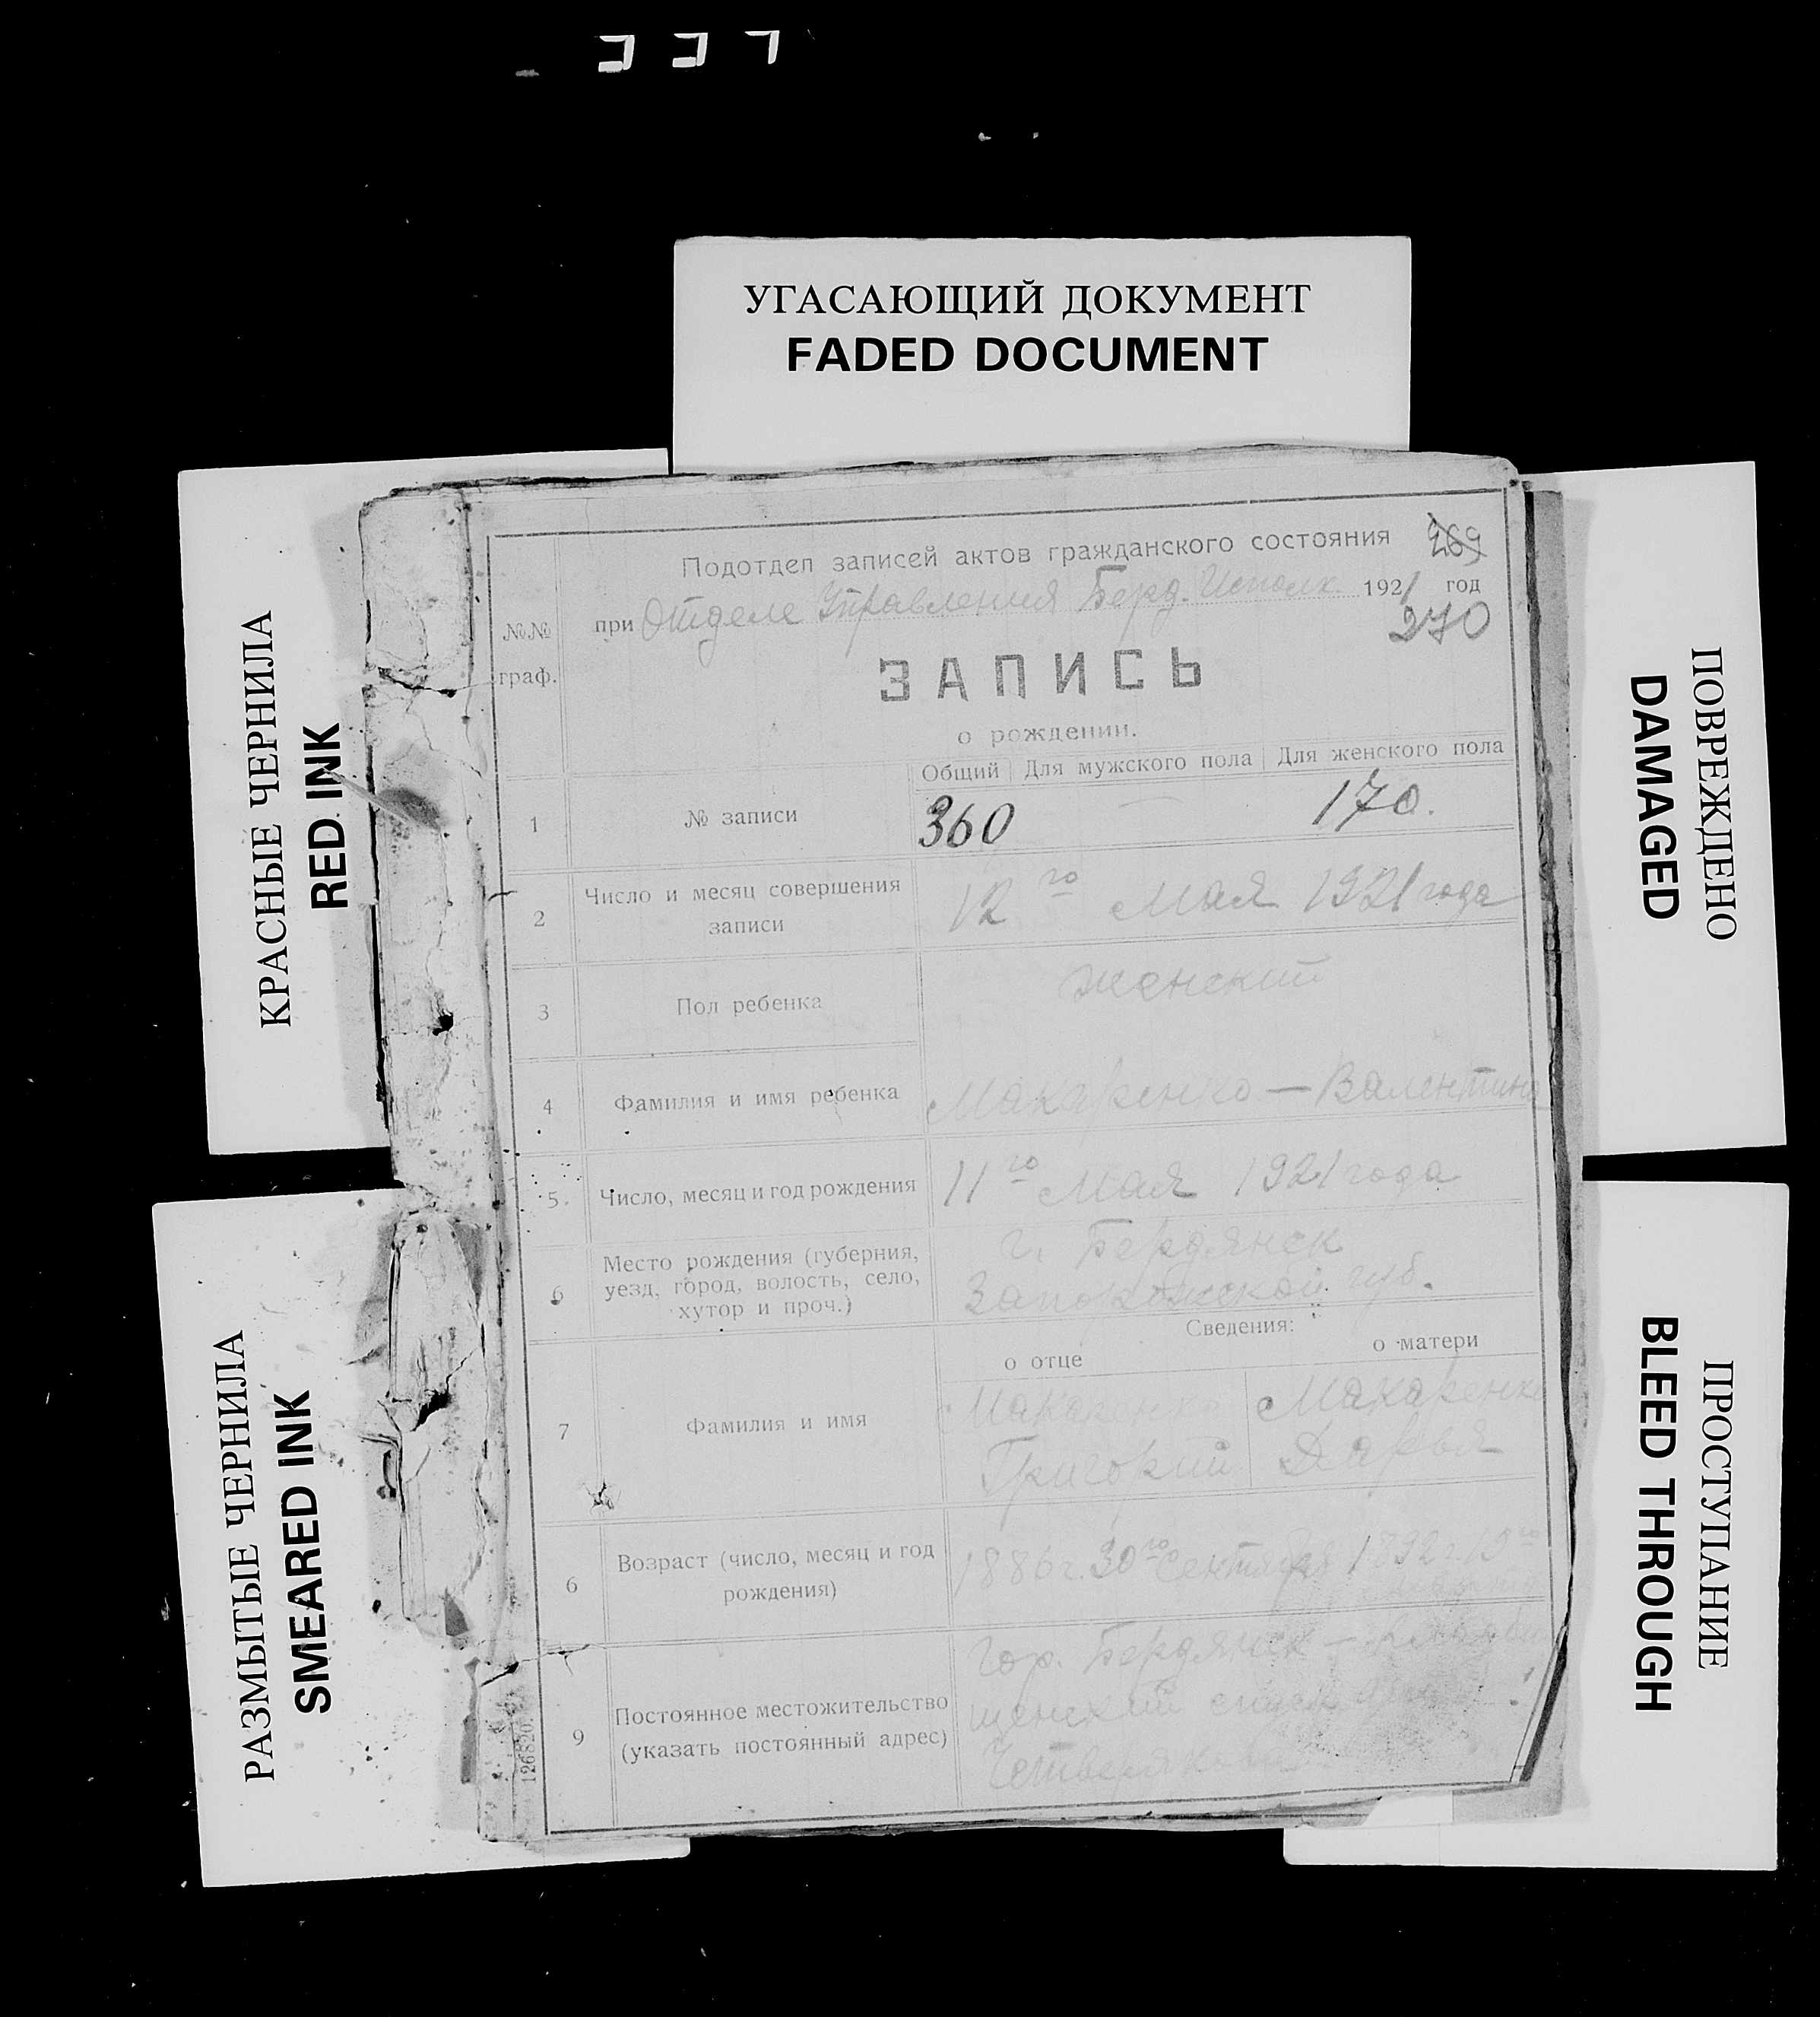 УГАСАЮЩИЙ ДОКУМЕНТ
FADED DOCUMENT
КРАСНЫЕ ЧЕРНИЛА
RED INK
РАЗМЫТЫЕ ЧЕРНИЛА
SMEARED INK
ПОВРЕЖДЕНО
DAMAGED
ПРОСТУПАНИЕ
BLEED THROUGH
Подотдел записей актов гражданского состояния 269
при Отделе Управления Берд. Исполк. 1921 год
270
№№ граф.
ЗАПИСЬ
о рождении.
Общий Для мужского пола Для женского пола
1 № записи 360 — 170.
2 Число и месяц совершения записи 12го Мая 1921 года
3 Пол ребенка женский
4 Фамилия и имя ребенка Макаренко — Валентина
5. Число, месяц и год рождения 11го Мая 1921 года
6 Место рождения (губерния,
уезд, город, волость, село,
хутор и проч.)
г. Бердянск
Запорожской губ.
Сведения:
о отце о матери
7 Фамилия и имя
Макаренко Макаренко
Григорий Дарья
6 Возраст (число, месяц и год
рождения)
1886 г. 30го Сентября 1892 г.
9 Постоянное местожительство
(указать постоянный адрес)
Гор. Бердянск —
126820